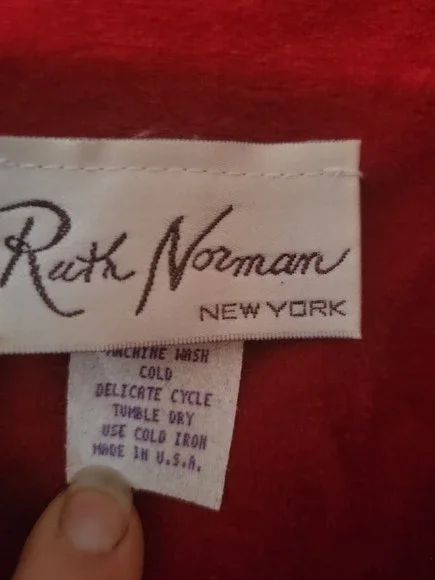 Ruth Norman
NEW YORK
MACHINE WASH
COLD
DELICATE CYCLE
TUMBLE DRY
USE COLD IRON
MADE IN U.S.A.